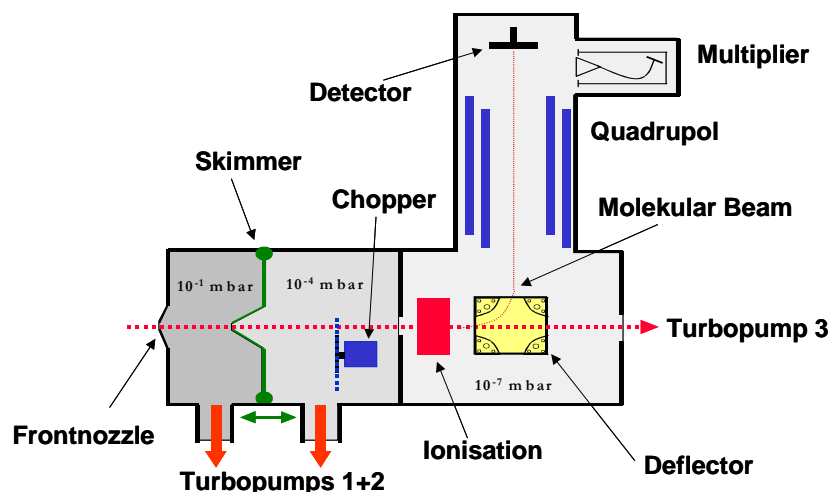 Multiplier
Detector
Quadrupol
Skimmer
Chopper
Molekular Beam
10⁻¹ mbar
10⁻⁴ mbar
Turbopump 3
10⁻⁷ mbar
Frontnozzle
Ionisation
Deflector
Turbopumps 1+2